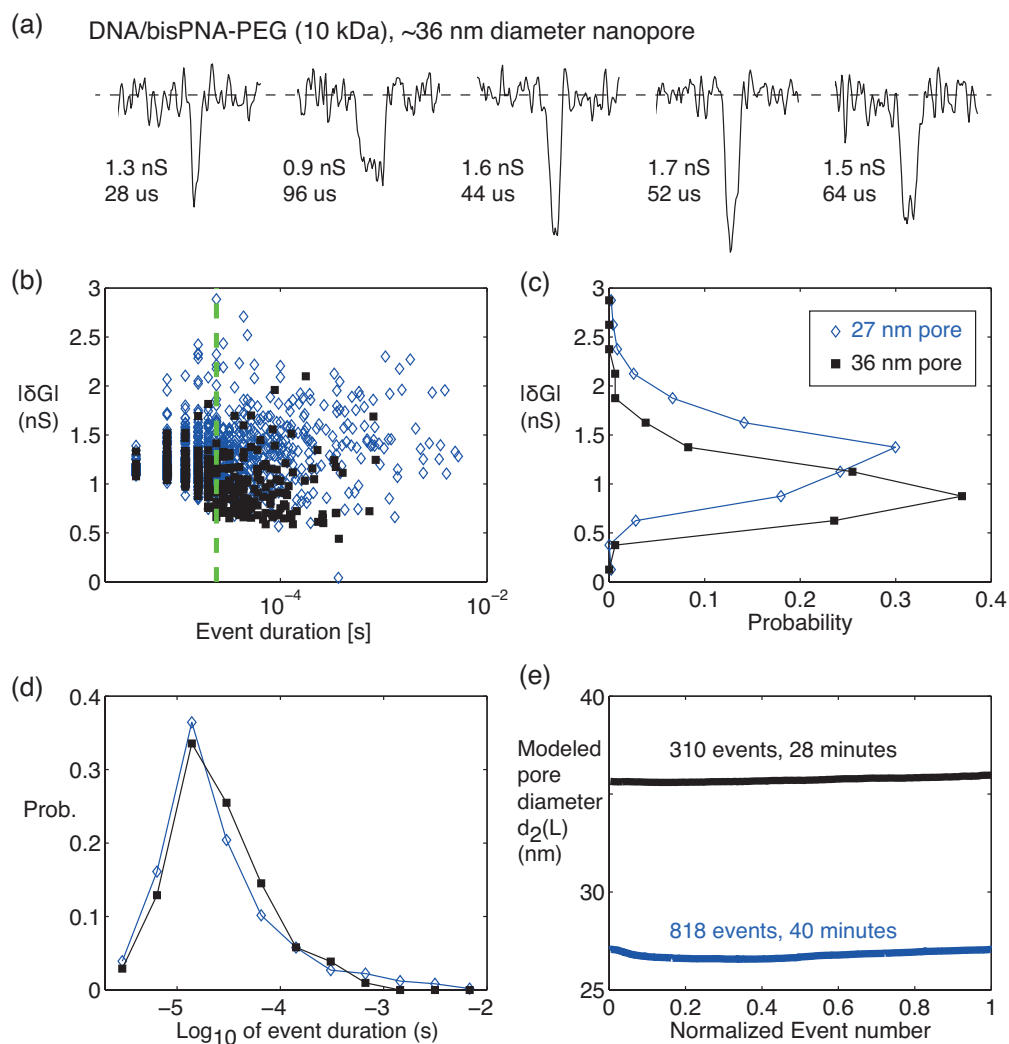 (a)
DNA/bisPNA-PEG (10 kDa), ~36 nm diameter nanopore
1.3 nS
28 us
0.9 nS
96 us
1.6 nS
44 us
1.7 nS
52 us
1.5 nS
64 us
(b)
3
2.5
2
1.5
1
0.5
0
|δG|
(nS)
10⁻⁴
10⁻²
Event duration [s]
(c)
3
2.5
2
1.5
1
0.5
0
|δG|
(nS)
27 nm pore
36 nm pore
0
0.1
0.2
0.3
0.4
Probability
(d)
0.4
0.3
0.2
0.1
0
Prob.
−5
−4
−3
−2
Log₁₀ of event duration (s)
(e)
40
30
25
Modeled
pore
diameter
d₂(L)
(nm)
310 events, 28 minutes
818 events, 40 minutes
0
0.2
0.4
0.6
0.8
1
Normalized Event number